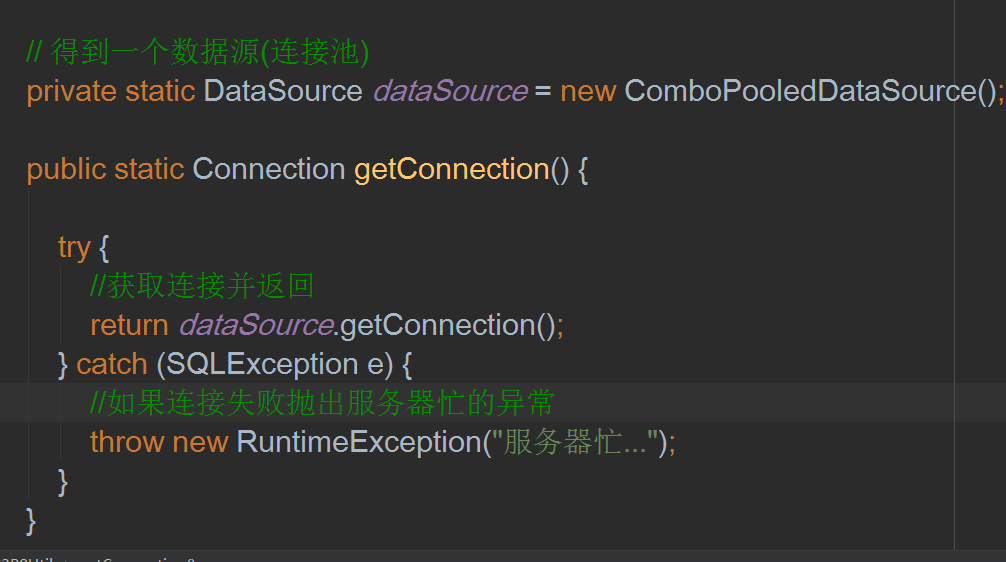 // 得到一个数据源(连接池)
private static DataSource dataSource = new ComboPooledDataSource();
public static Connection getConnection() {
try {
//获取连接并返回
return dataSource.getConnection();
} catch (SQLException e) {
//如果连接失败抛出服务器忙的异常
throw new RuntimeException("服务器忙...");
}
}